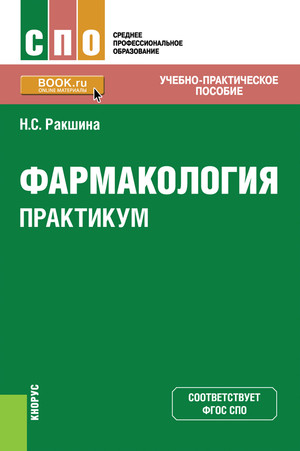 СПО
СРЕДНЕЕ
ПРОФЕССИОНАЛЬНОЕ
ОБРАЗОВАНИЕ
BOOK.ru
ONLINE МАТЕРИАЛЫ
УЧЕБНО-ПРАКТИЧЕСКОЕ
ПОСОБИЕ
Н.С. Ракшина
ФАРМАКОЛОГИЯ
ПРАКТИКУМ
СООТВЕТСТВУЕТ
ФГОС СПО
КНОРУС